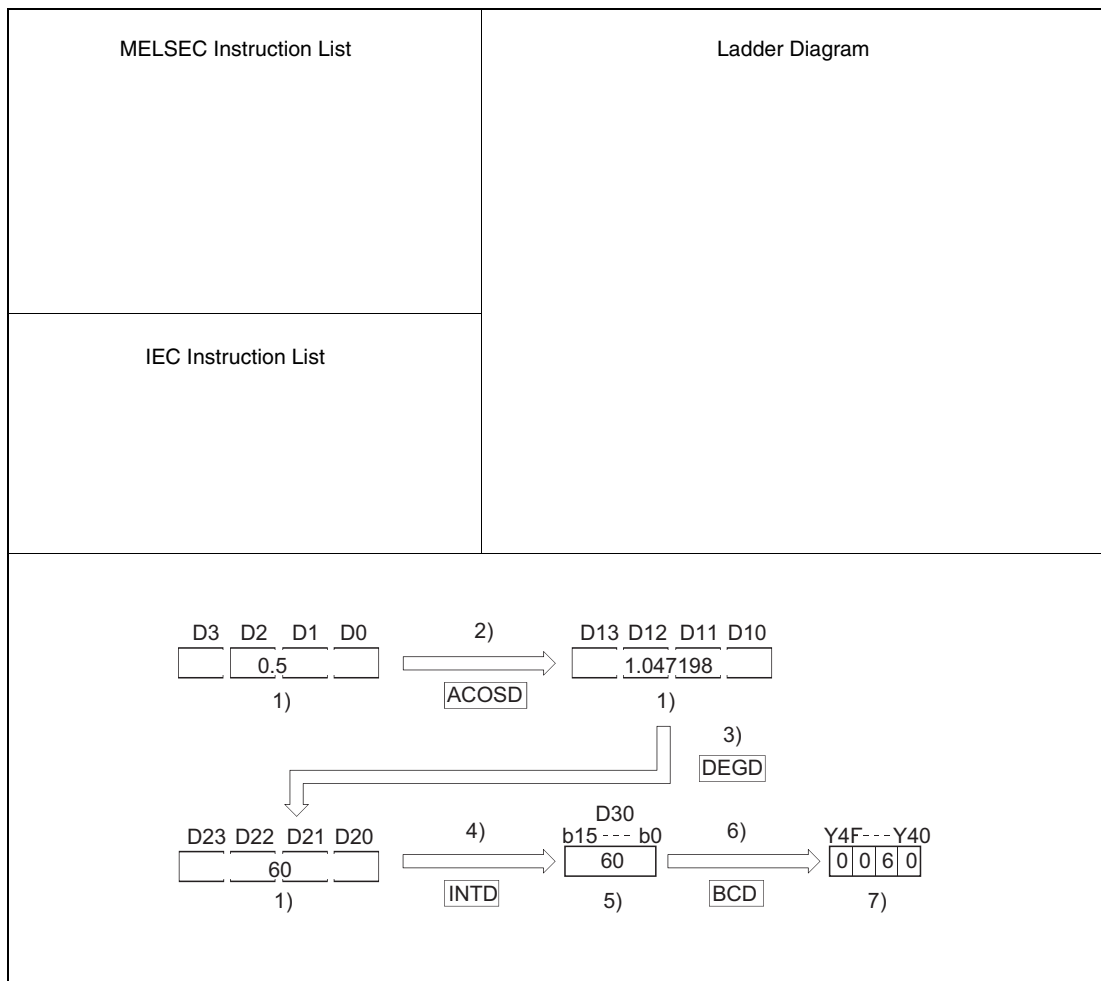 MELSEC Instruction List
Ladder Diagram
IEC Instruction List
D3 D2 D1 D0
2)
D13 D12 D11 D10
0.5
1.047198
1)
ACOSD
1)
3)
DEGD
D23 D22 D21 D20
4)
D30
b15 --- b0
6)
Y4F---Y40
60
60
0 0 6 0
1)
INTD
5)
BCD
7)